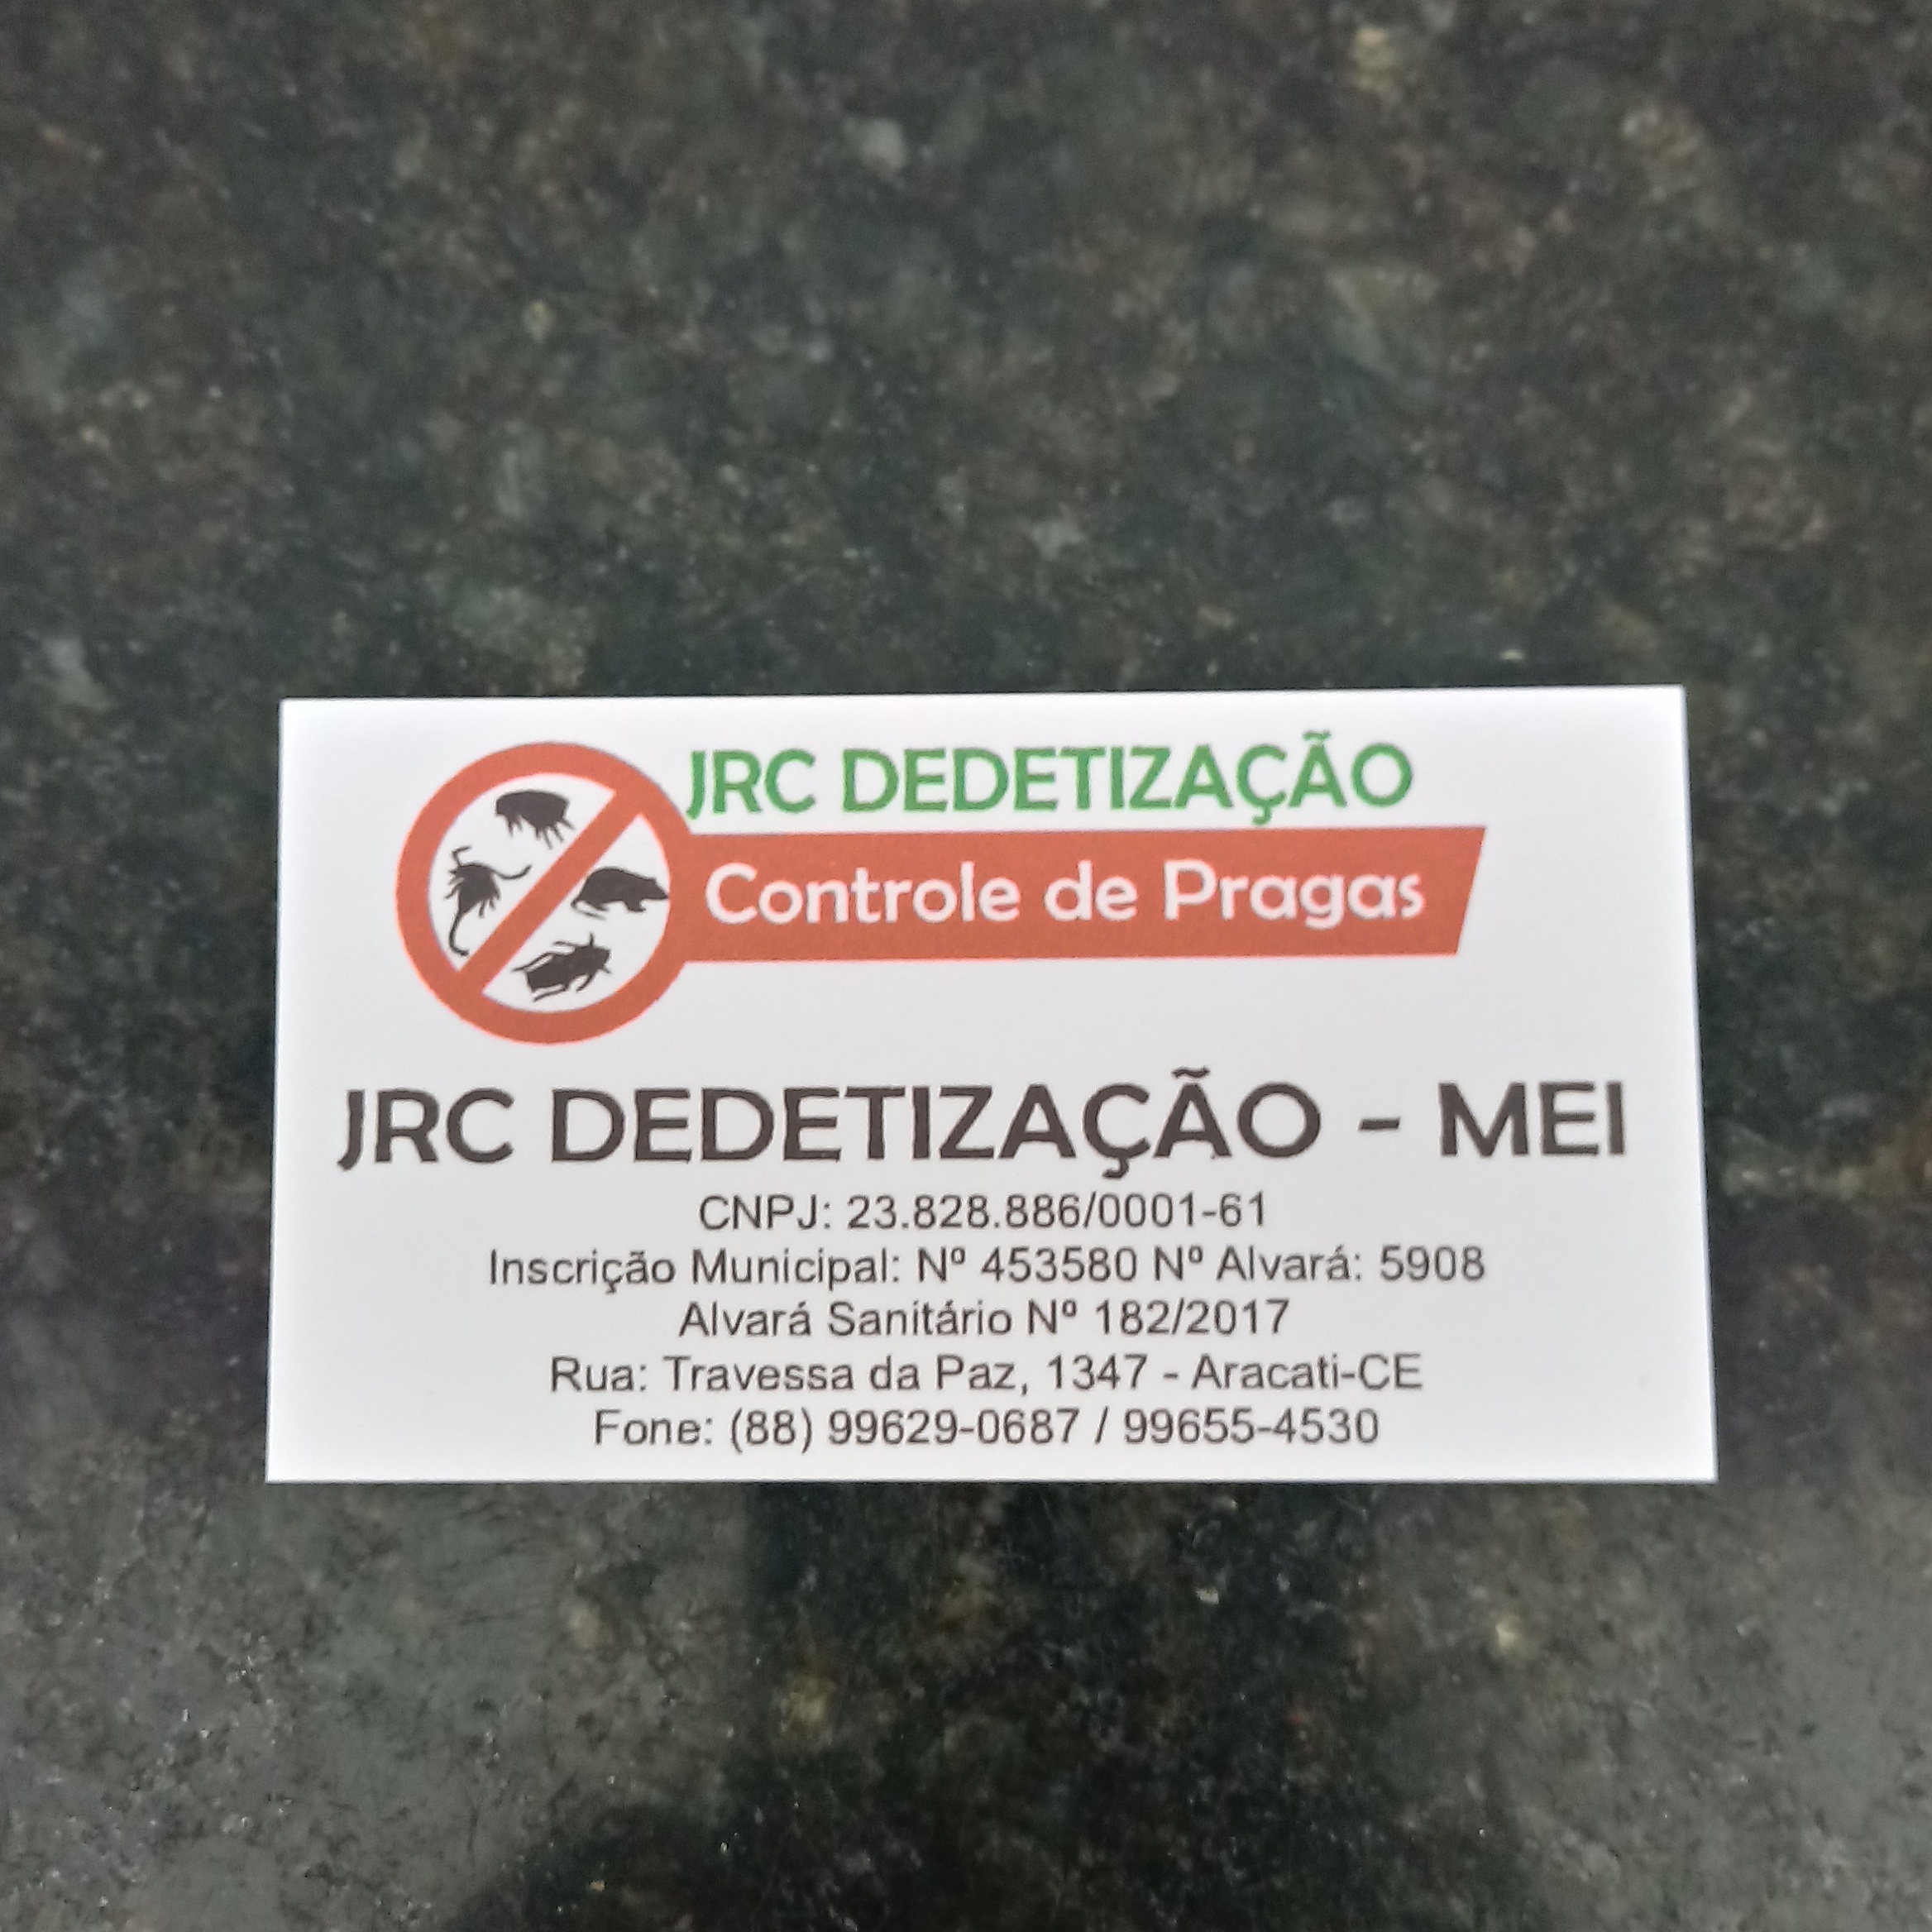 JRC DEDETIZAÇÃO
Controle de Pragas
JRC DEDETIZAÇÃO - MEI
CNPJ: 23.828.886/0001-61
Inscrição Municipal: Nº 453580 Nº Alvará: 5908
Alvará Sanitário Nº 182/2017
Rua: Travessa da Paz, 1347 - Aracati-CE
Fone: (88) 99629-0687 / 99655-4530